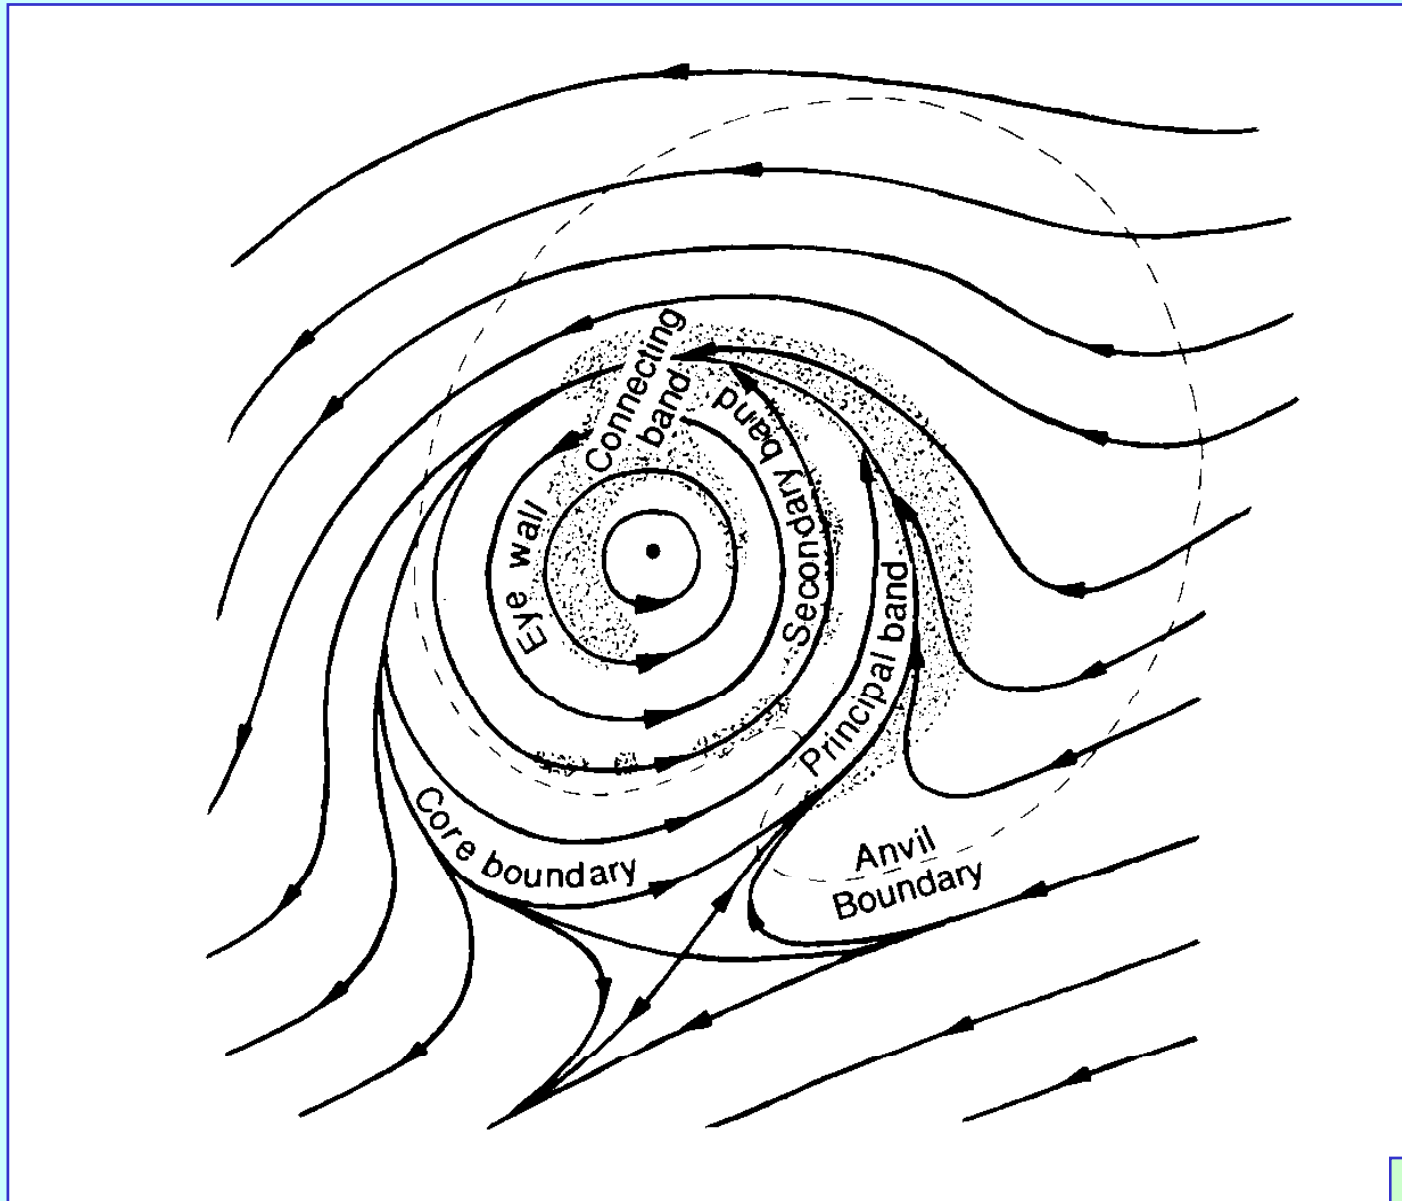 Connecting
band
Secondary band
Eye wall
Principal band
Core boundary
Anvil
Boundary